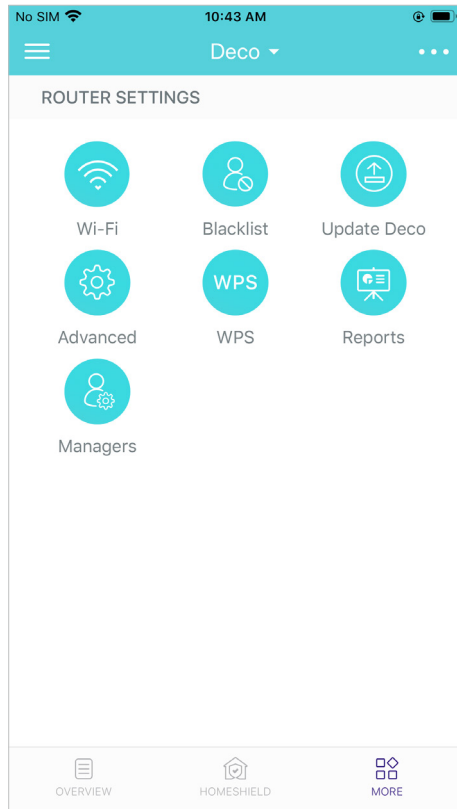 No SIM 10:43 AM
Deco
ROUTER SETTINGS
Wi-Fi Blacklist Update Deco
WPS
Advanced WPS Reports
Managers
OVERVIEW HOMESHIELD MORE